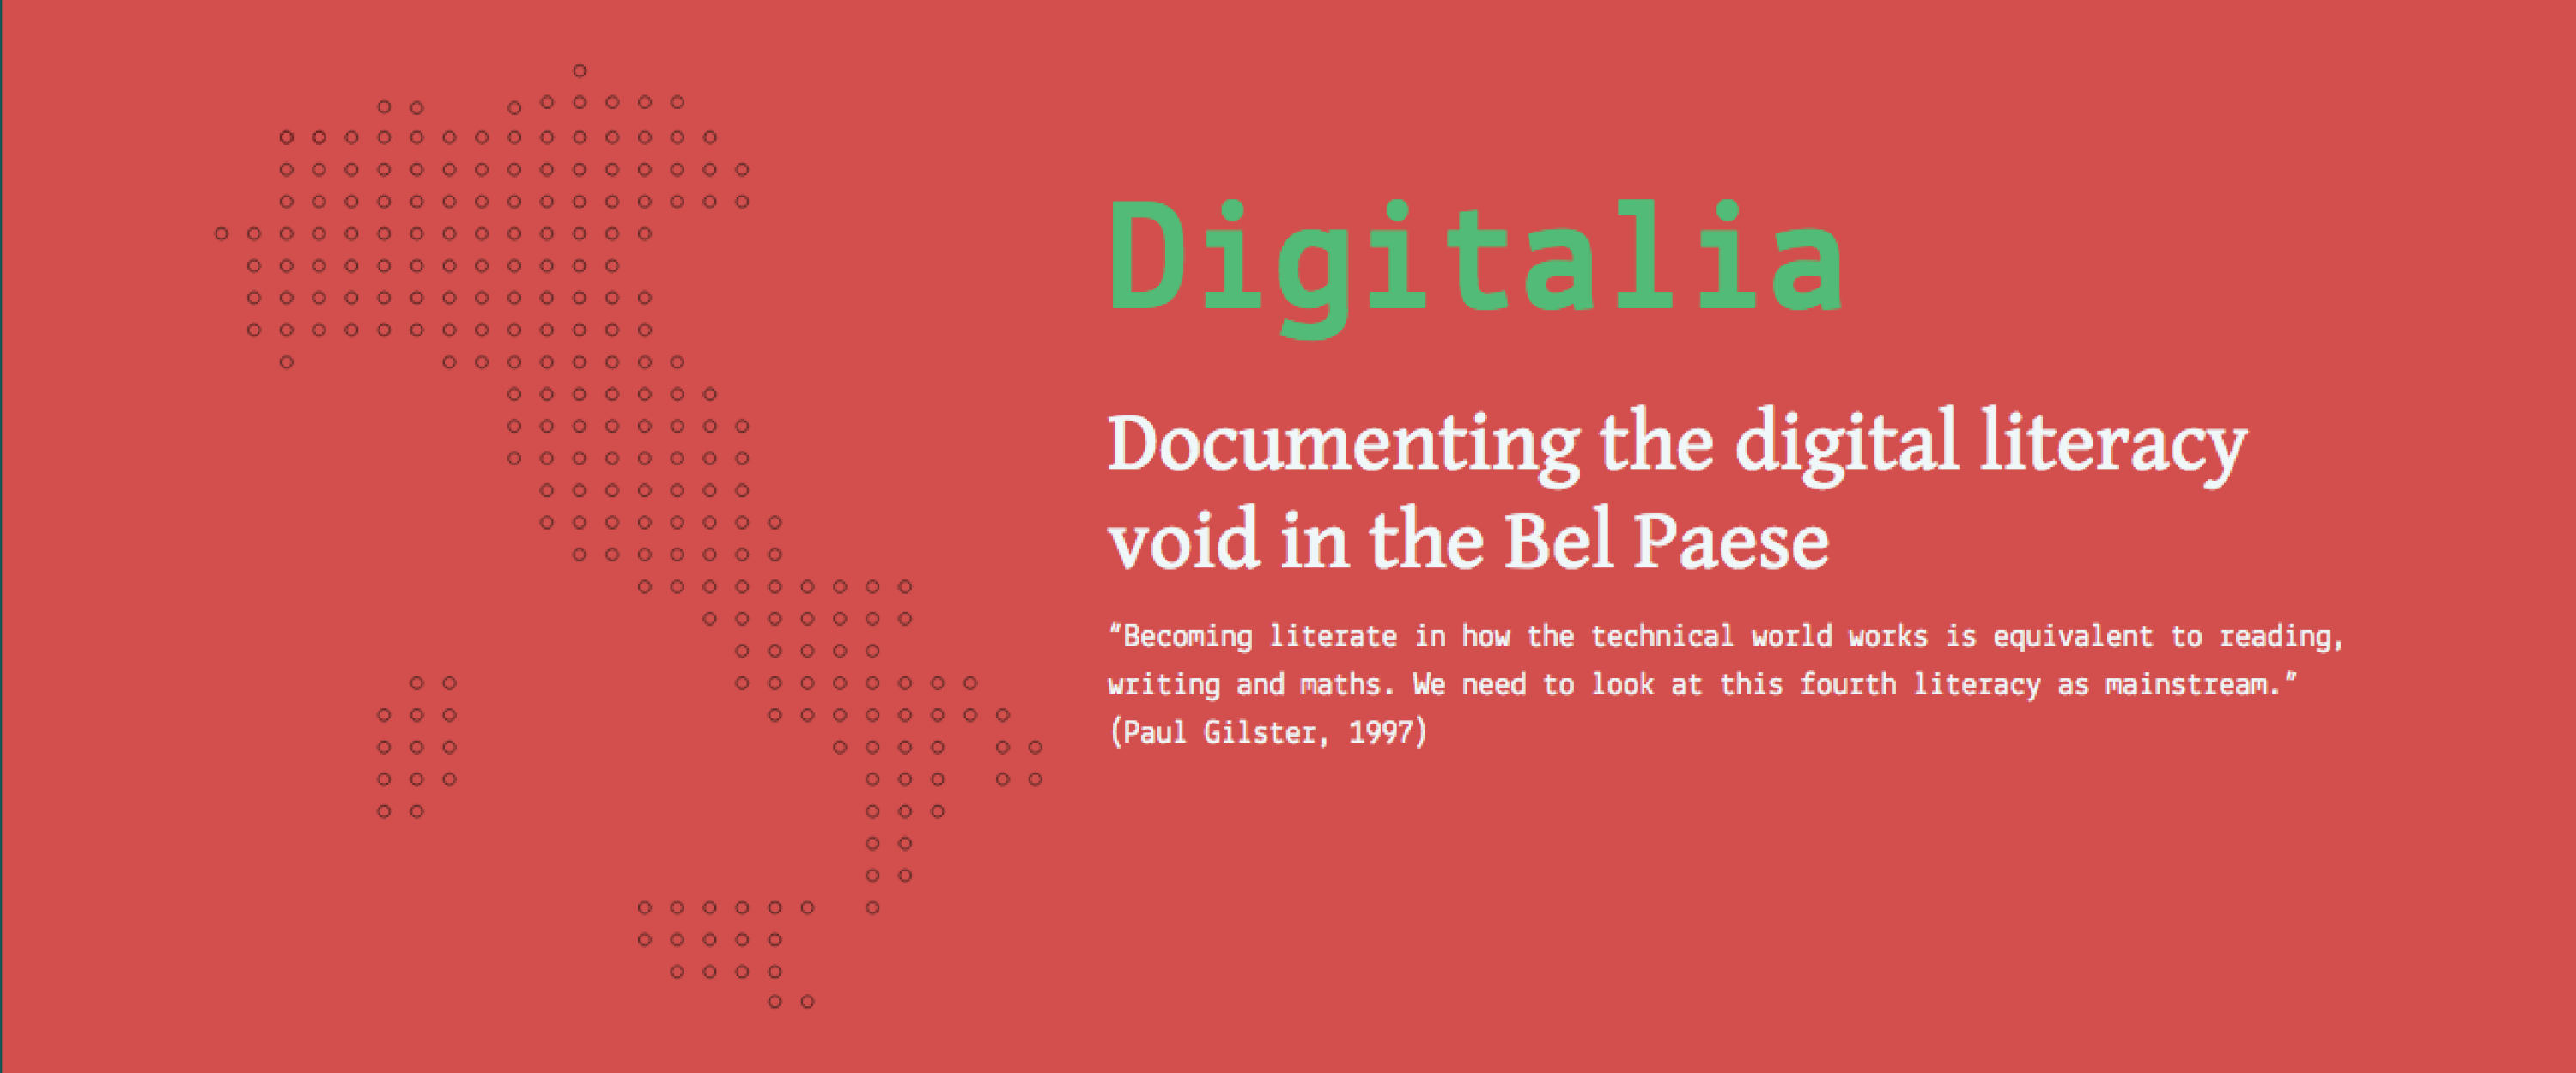 Digitalia
Documenting the digital literacy
void in the Bel Paese
“Becoming literate in how the technical world works is equivalent to reading,
writing and maths. We need to look at this fourth literacy as mainstream.”
(Paul Gilster, 1997)